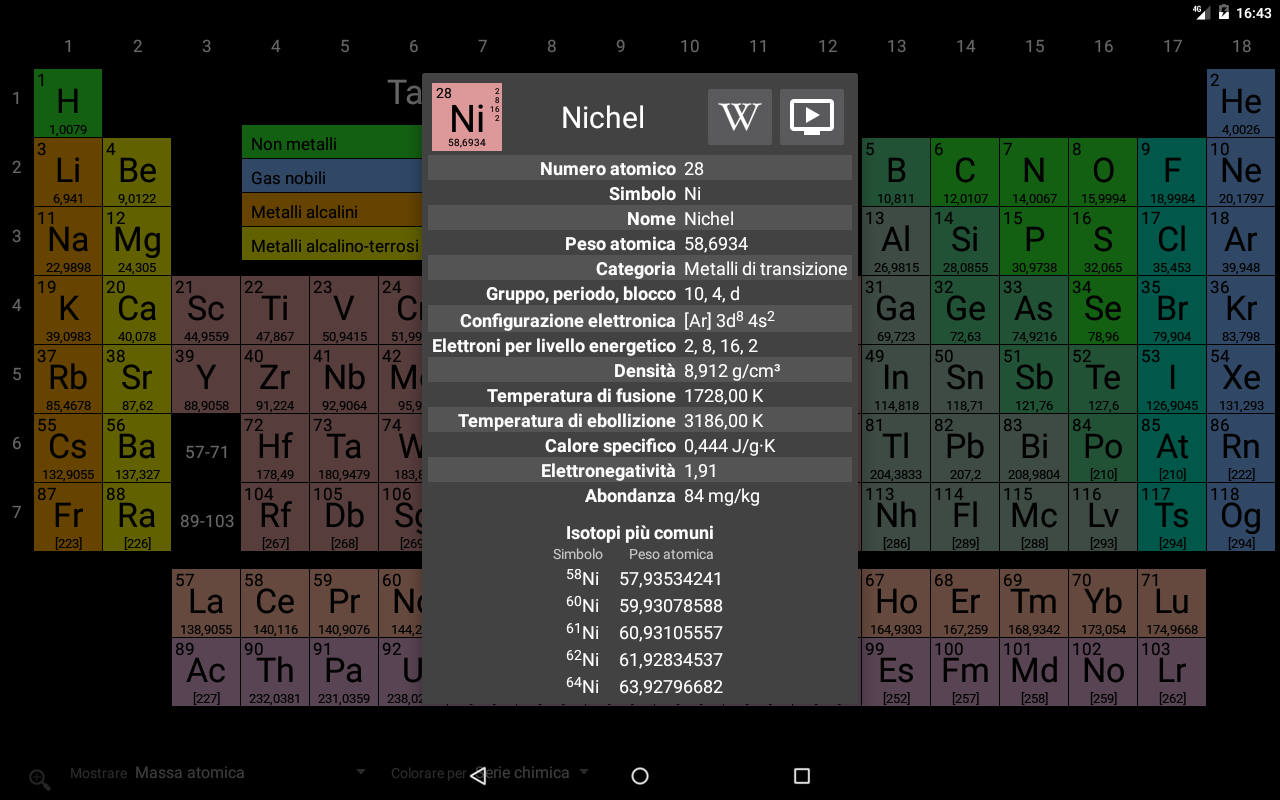 4G 16:43
1 2 3 4 5 6 7 8 9 10 11 12 13 14 15 16 17 18
Ta
1
1 H 1,0079
2 He 4,0026
Non metalli
Gas nobili
Metalli alcalini
Metalli alcalino-terrosi
2
3 Li 6,941
4 Be 9,0122
5 B 10,811
6 C 12,0107
7 N 14,0067
8 O 15,9994
9 F 18,9984
10 Ne 20,1797
3
11 Na 22,9898
12 Mg 24,305
13 Al 26,9815
14 Si 28,0855
15 P 30,9738
16 S 32,065
17 Cl 35,453
18 Ar 39,948
4
19 K 39,0983
20 Ca 40,078
21 Sc 44,9559
22 Ti 47,867
23 V 50,9415
24 Cr 51,99
31 Ga 69,723
32 Ge 72,63
33 As 74,9216
34 Se 78,96
35 Br 79,904
36 Kr 83,798
5
37 Rb 85,4678
38 Sr 87,62
39 Y 88,9058
40 Zr 91,224
41 Nb 92,9064
42 Mo 95,9
49 In 114,818
50 Sn 118,71
51 Sb 121,76
52 Te 127,6
53 I 126,9045
54 Xe 131,293
6
55 Cs 132,9055
56 Ba 137,327
57-71
72 Hf 178,49
73 Ta 180,9479
74 W 183,8
81 Tl 204,3833
82 Pb 207,2
83 Bi 208,9804
84 Po [210]
85 At [210]
86 Rn [222]
7
87 Fr [223]
88 Ra [226]
89-103
104 Rf [267]
105 Db [268]
106 Sg [269
113 Nh [286]
114 Fl [289]
115 Mc [288]
116 Lv [293]
117 Ts [294]
118 Og [294]
57 La 138,9055
58 Ce 140,116
59 Pr 140,9076
60 Nd 144,2
67 Ho 164,9303
68 Er 167,259
69 Tm 168,9342
70 Yb 173,054
71 Lu 174,9668
89 Ac [227]
90 Th 232,0381
91 Pa 231,0359
92 U 238,02
99 Es [252]
100 Fm [257]
101 Md [258]
102 No [259]
103 Lr [262]
28 Ni 58,6934 2 8 16 2
Nichel
W
Numero atomico 28
Simbolo Ni
Nome Nichel
Peso atomica 58,6934
Categoria Metalli di transizione
Gruppo, periodo, blocco 10, 4, d
Configurazione elettronica [Ar] 3d⁸ 4s²
Elettroni per livello energetico 2, 8, 16, 2
Densità 8,912 g/cm³
Temperatura di fusione 1728,00 K
Temperatura di ebollizione 3186,00 K
Calore specifico 0,444 J/g·K
Elettronegatività 1,91
Abondanza 84 mg/kg
Isotopi più comuni
Simbolo Peso atomica
⁵⁸Ni 57,93534241
⁶⁰Ni 59,93078588
⁶¹Ni 60,93105557
⁶²Ni 61,92834537
⁶⁴Ni 63,92796682
Mostrare Massa atomica Colorare per Serie chimica